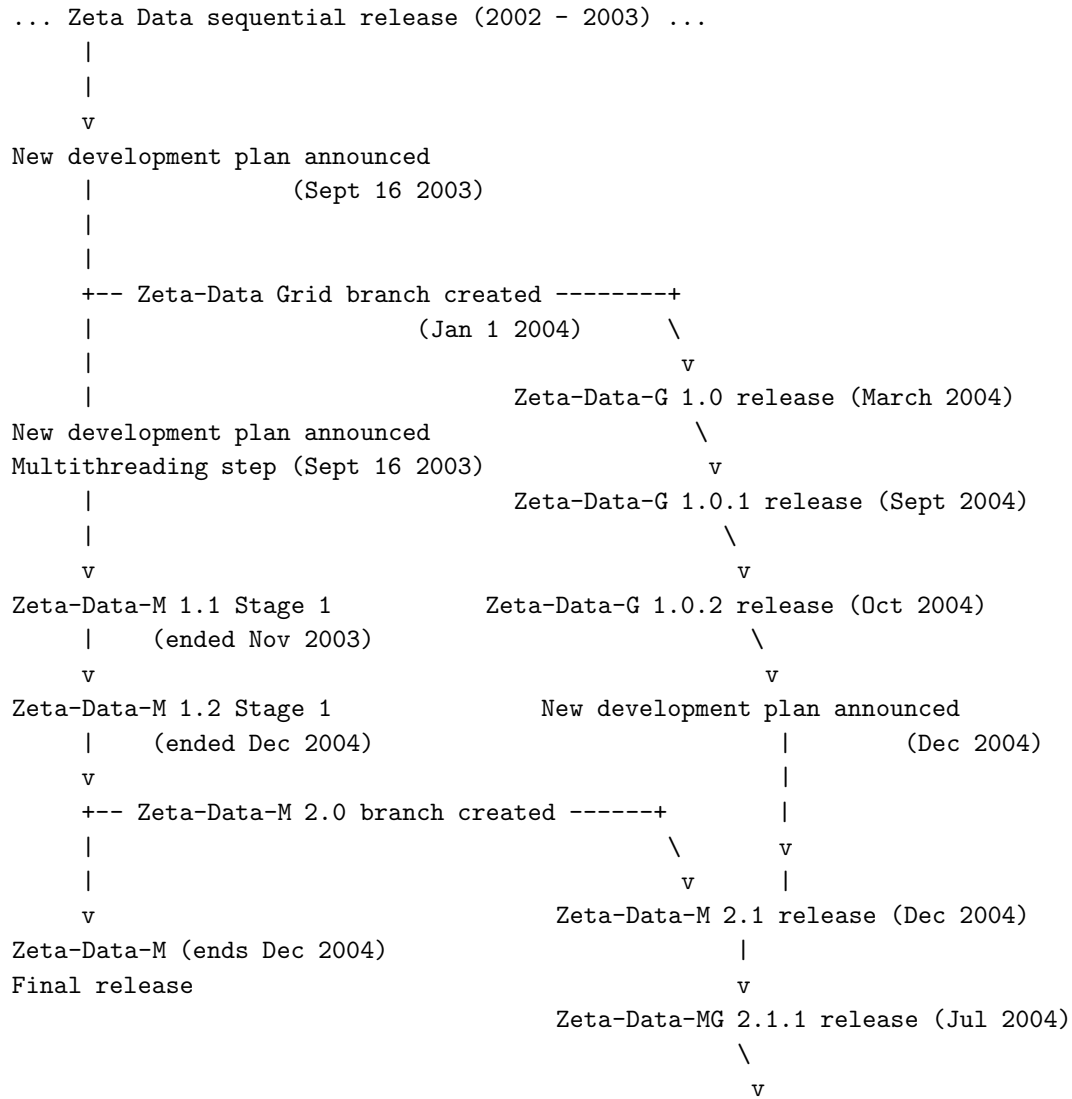 ... Zeta Data sequential release (2002 - 2003) ...
     |
     |
     v
New development plan announced
     |             (Sept 16 2003)
     |
     |
     +-- Zeta-Data Grid branch created --------+
     |                       (Jan 1 2004)       \
     |                                           v
     |                              Zeta-Data-G 1.0 release (March 2004)
New development plan announced                    \
Multithreading step (Sept 16 2003)                 v
     |                              Zeta-Data-G 1.0.1 release (Sept 2004)
     |                                              \
     v                                               v
Zeta-Data-M 1.1 Stage 1           Zeta-Data-G 1.0.2 release (Oct 2004)
     |    (ended Nov 2003)                            \
     v                                                 v
Zeta-Data-M 1.2 Stage 1               New development plan announced
     |    (ended Dec 2004)                              |        (Dec 2004)
     v                                                  |
     +-- Zeta-Data-M 2.0 branch created ------+         |
     |                                         \        v
     |                                          v       |
     v                                 Zeta-Data-M 2.1 release (Dec 2004)
Zeta-Data-M (ends Dec 2004)                          |
Final release                                        v
                                       Zeta-Data-MG 2.1.1 release (Jul 2004)
                                                     \
                                                      v